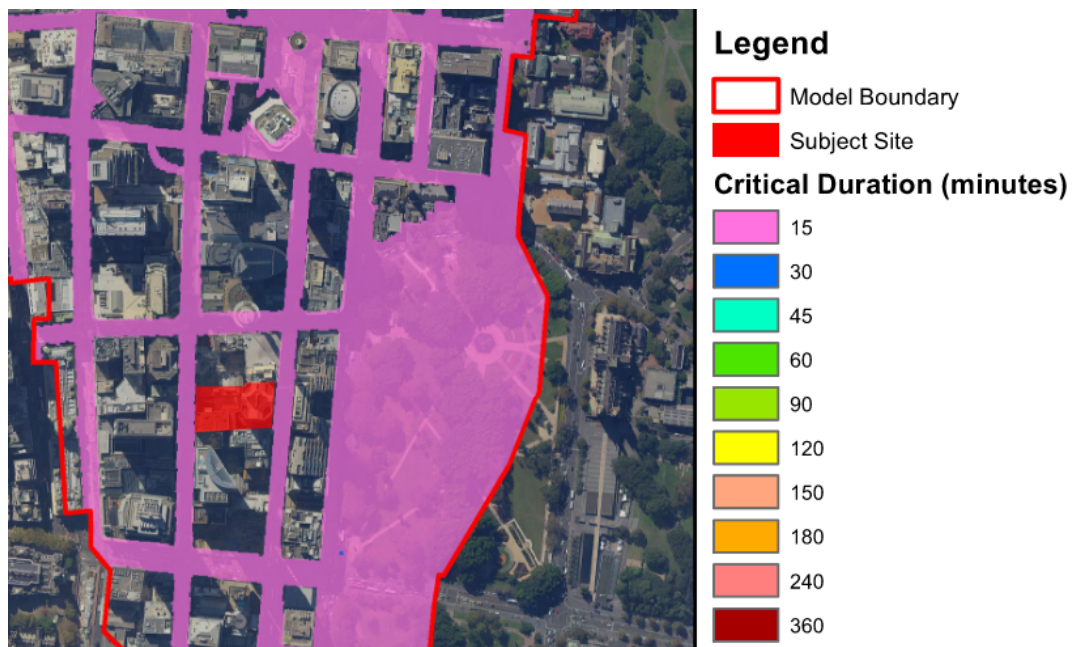 Legend
Model Boundary
Subject Site
Critical Duration (minutes)
15
30
45
60
90
120
150
180
240
360